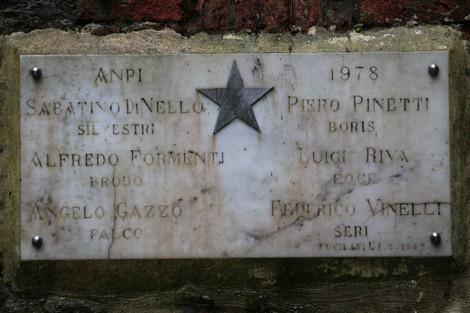 ANPI 1978
SABATINO DI NELLO PIERO PINETTI
SILVESTRI BORIS
ALFREDO FORMENTI LUIGI RIVA
BRODO
ANGELO GAZZO FEDERICO VINELLI
FALCO SERI
FUCILATI